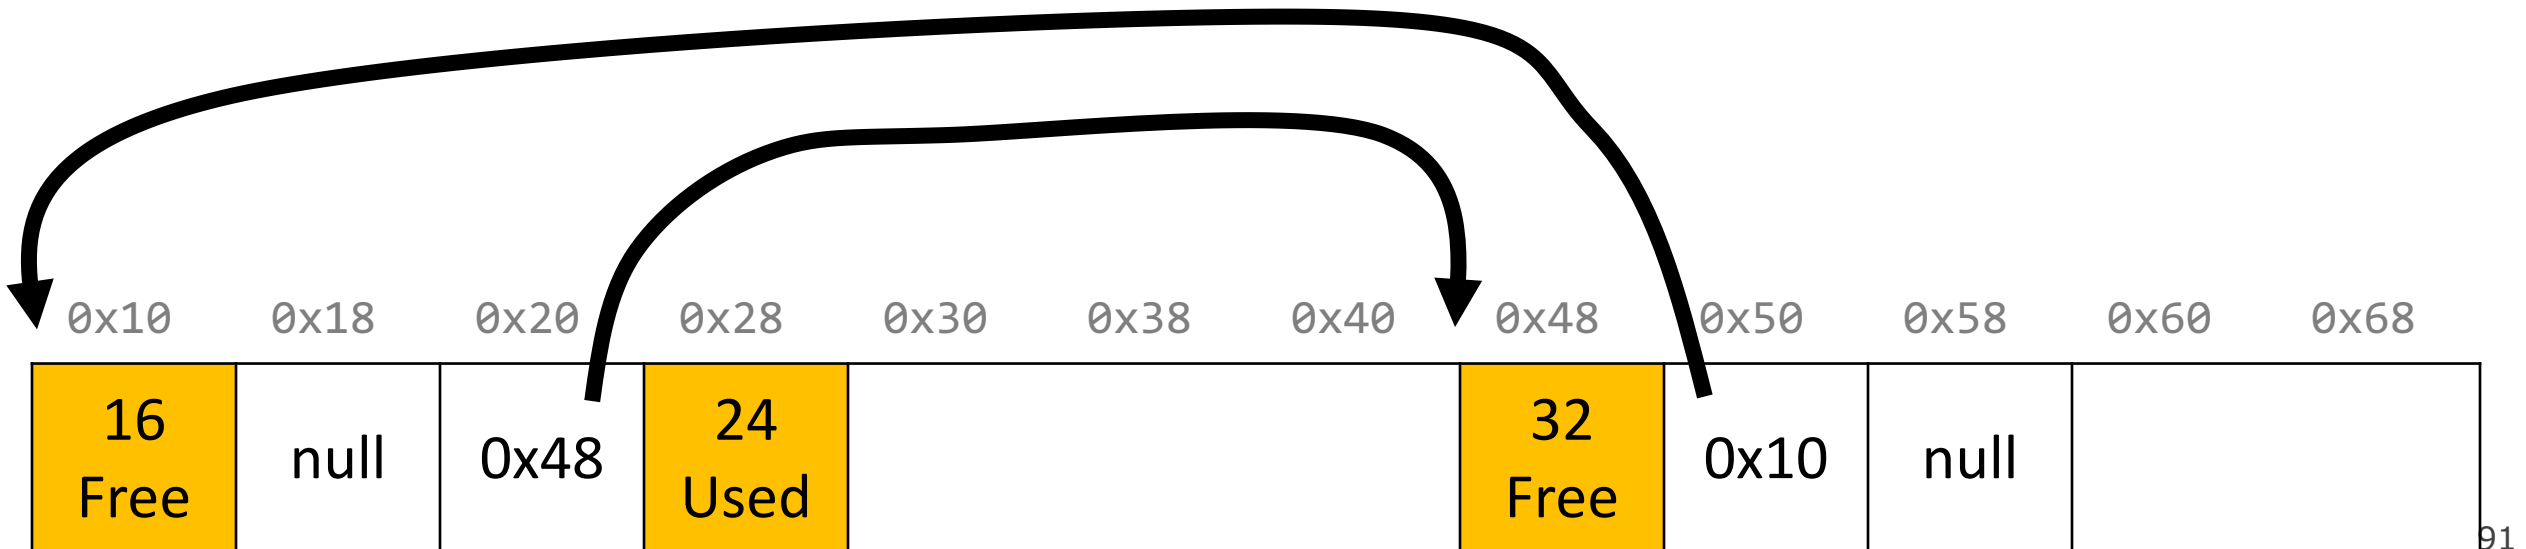 0x10 0x18 0x20 0x28 0x30 0x38 0x40 0x48 0x50 0x58 0x60 0x68
16 24 32
null 0x48 0x10 null
Free Used Free
91